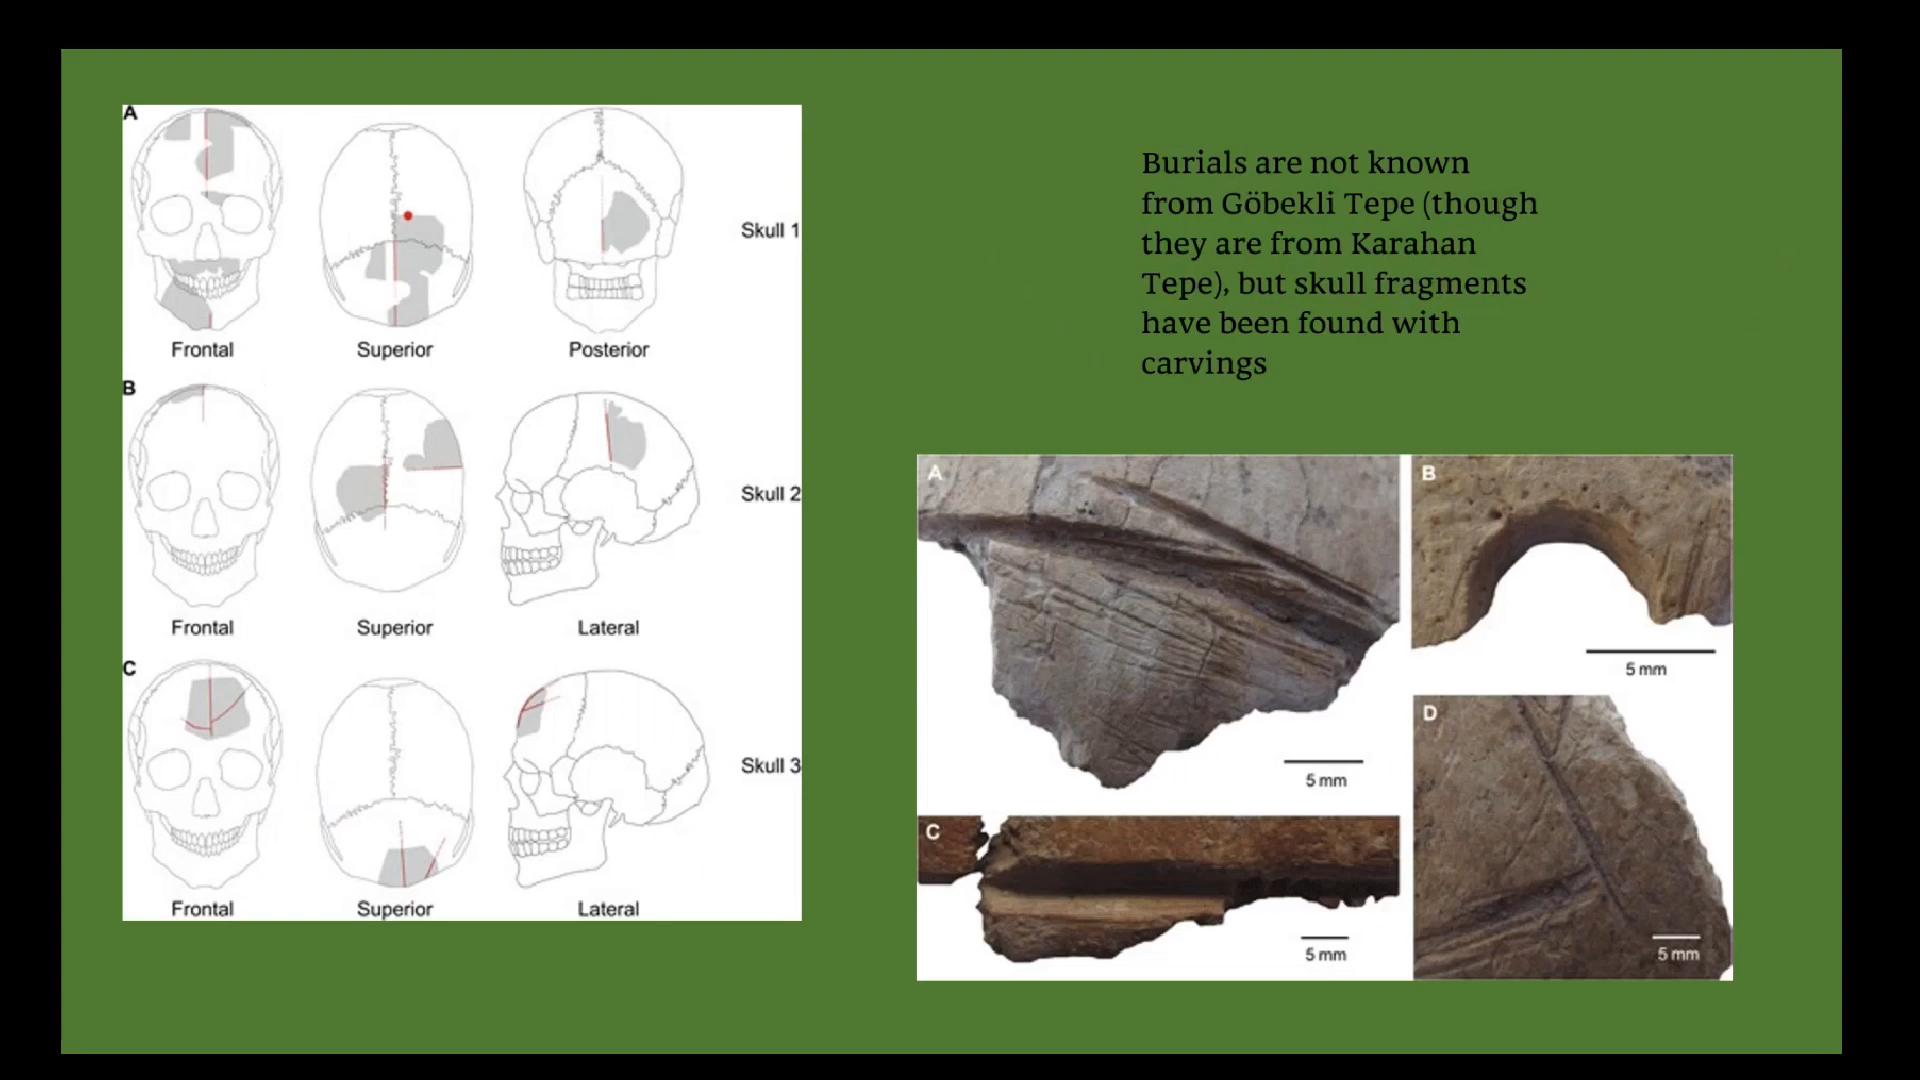 A
Skull 1
Frontal
Superior
Posterior
B
Skull 2
Frontal
Superior
Lateral
C
Skull 3
Frontal
Superior
Lateral
Burials are not known
from Göbekli Tepe (though
they are from Karahan
Tepe), but skull fragments
have been found with
carvings
A
5 mm
B
5 mm
C
5 mm
D
5 mm